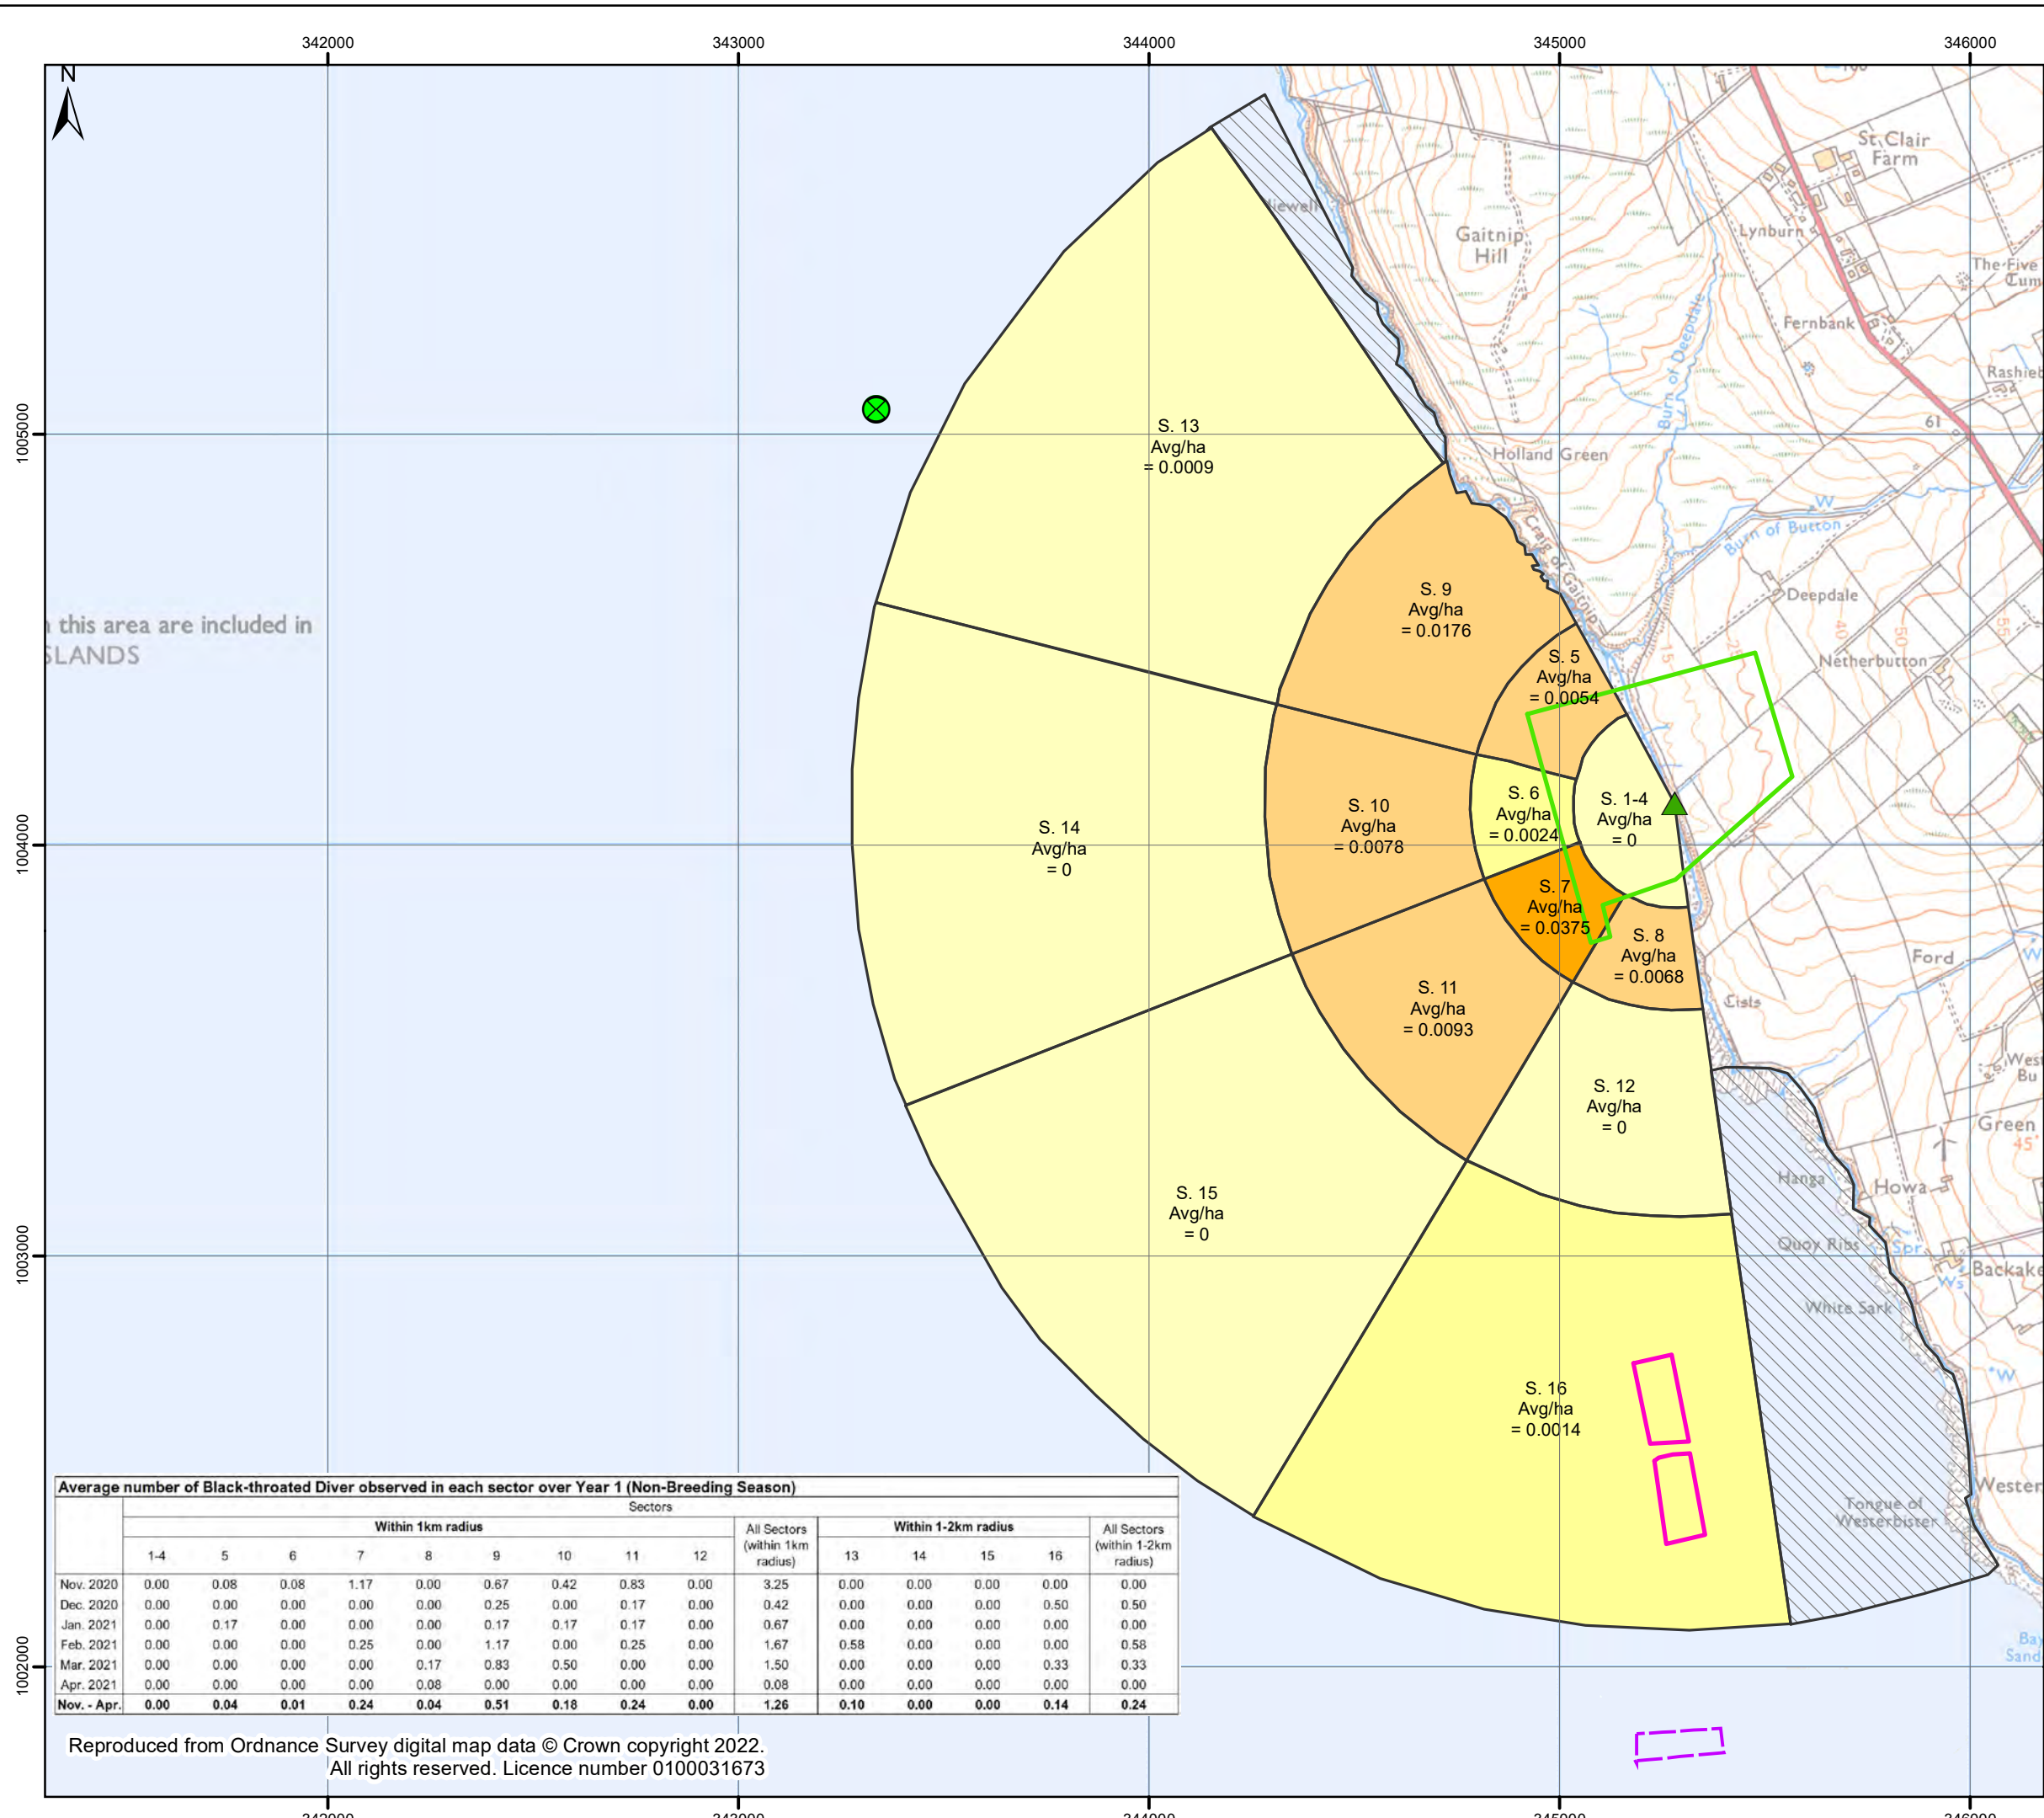 342000 343000 344000 345000 346000
N
St Clair
Farm
Lynburn
Gaitnip
Hill
The Five
Fernbank
Burn of Deepdale
61
1005000
S. 13
Avg/ha
= 0.0009
Holland Green
W
Burn of Button
Craig of Gaitnip
Deepdale
this area are included in
SLANDS
S. 9
Avg/ha
= 0.0176
15
25
40
50
55
Netherbutton
S. 5
Avg/ha
= 0.0054
S. 6
Avg/ha
= 0.0024
S. 1-4
Avg/ha
= 0
S. 10
Avg/ha
= 0.0078
1004000
S. 14
Avg/ha
= 0
S. 7
Avg/ha
= 0.0375
S. 8
Avg/ha
= 0.0068
Ford
W
Cists
S. 11
Avg/ha
= 0.0093
S. 12
Avg/ha
= 0
West
Bu
Green
45
Hanga
Howa
S. 15
Avg/ha
= 0
1003000
Quoy Ribs
Spr
Ws
Backake
White Sark
W
S. 16
Avg/ha
= 0.0014
Wester
Tongue of
Westerbister
Average number of Black-throated Diver observed in each sector over Year 1 (Non-Breeding Season)
Sectors
Within 1km radius All Sectors (within 1km radius) Within 1-2km radius All Sectors (within 1-2km radius)
1-4 5 6 7 8 9 10 11 12 13 14 15 16
Nov. 2020 0.00 0.08 0.08 1.17 0.00 0.67 0.42 0.83 0.00 3.25 0.00 0.00 0.00 0.00 0.00
Dec. 2020 0.00 0.00 0.00 0.00 0.00 0.25 0.00 0.17 0.00 0.42 0.00 0.00 0.00 0.50 0.50
Jan. 2021 0.00 0.17 0.00 0.00 0.00 0.17 0.17 0.17 0.00 0.67 0.00 0.00 0.00 0.00 0.00
Feb. 2021 0.00 0.00 0.00 0.25 0.00 1.17 0.00 0.25 0.00 1.67 0.58 0.00 0.00 0.00 0.58
Mar. 2021 0.00 0.00 0.00 0.00 0.17 0.83 0.50 0.00 0.00 1.50 0.00 0.00 0.00 0.33 0.33
Apr. 2021 0.00 0.00 0.00 0.00 0.08 0.00 0.00 0.00 0.00 0.08 0.00 0.00 0.00 0.00 0.00
Nov. - Apr. 0.00 0.04 0.01 0.24 0.04 0.51 0.18 0.24 0.00 1.26 0.10 0.00 0.00 0.14 0.24
1002000
Bay
Sand
Reproduced from Ordnance Survey digital map data © Crown copyright 2022.
All rights reserved. Licence number 0100031673